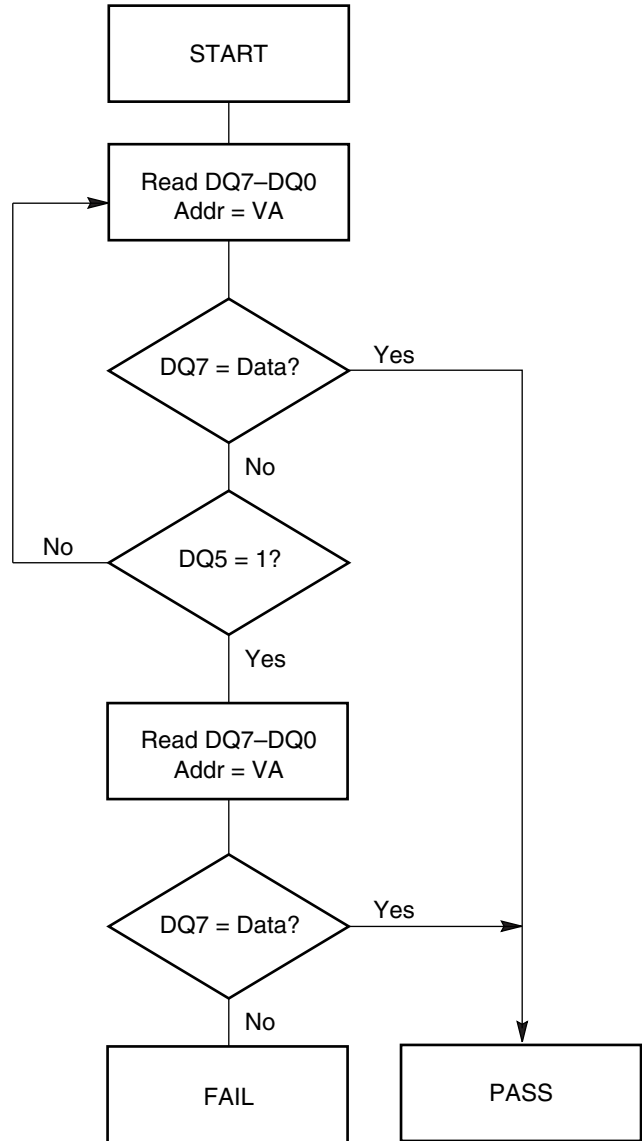 START
Read DQ7–DQ0
Addr = VA
DQ7 = Data?
Yes
No
No
DQ5 = 1?
Yes
Read DQ7–DQ0
Addr = VA
DQ7 = Data?
Yes
No
FAIL
PASS